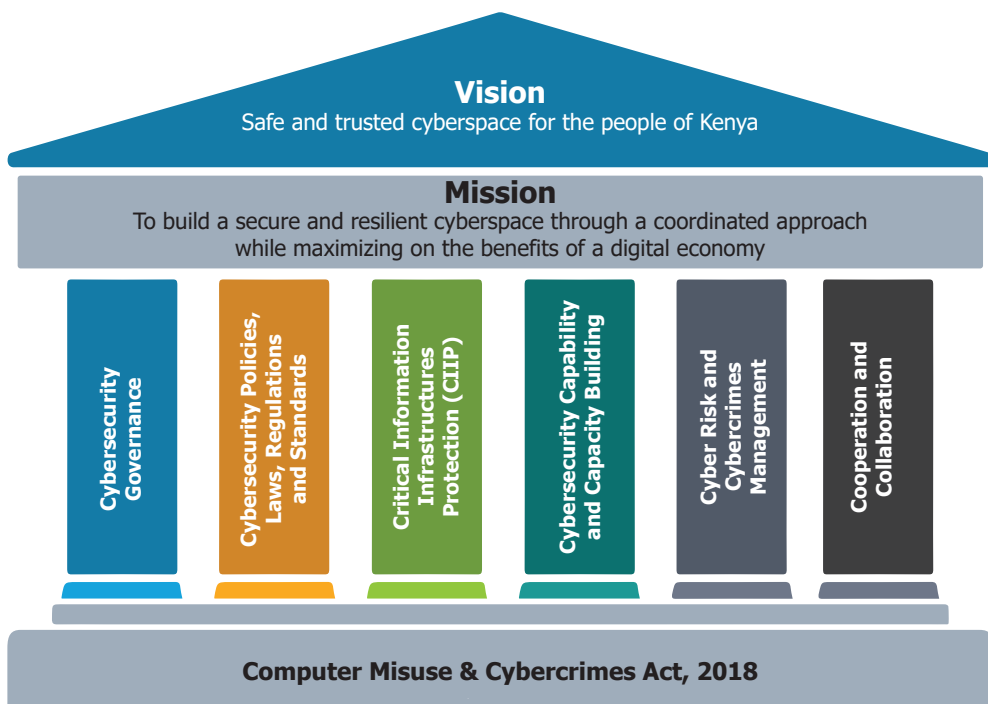 Vision
Safe and trusted cyberspace for the people of Kenya
Mission
To build a secure and resilient cyberspace through a coordinated approach
while maximizing on the benefits of a digital economy
Cybersecurity
Governance
Cybersecurity Policies,
Laws, Regulations
and Standards
Critical Information
Infrastructures
Protection (CIIP)
Cybersecurity Capability
and Capacity Building
Cyber Risk and
Cybercrimes
Management
Cooperation and
Collaboration
Computer Misuse & Cybercrimes Act, 2018